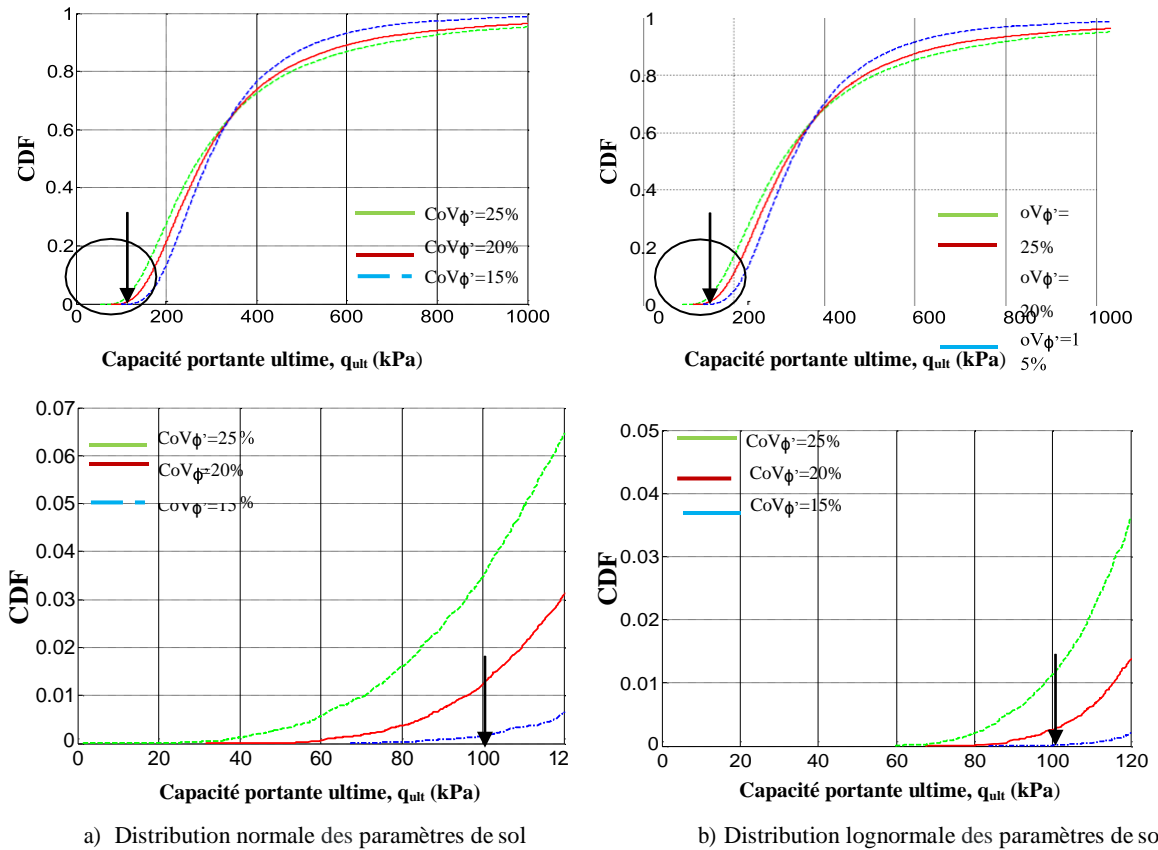 1
0.8
0.6
0.4
0.2
0
CDF
0 200 400 600 800 1000
Capacité portante ultime, qult (kPa)
CoVϕ’=25%
CoVϕ’=20%
CoVϕ’=15%
1
0.8
0.6
0.4
0.2
0
CDF
0 200 400 600 800 1000
Capacité portante ultime, qult (kPa)
oVϕ’=
25%
oVϕ’=
20%
oVϕ’=1
5%
0.07
0.06
0.05
0.04
0.03
0.02
0.01
0
CDF
0 20 40 60 80 100 12
Capacité portante ultime, qult (kPa)
CoVϕ’=25%
CoVϕ=20%
CoVϕ’=15%
0.05
0.04
0.03
0.02
0.01
0
CDF
0 20 40 60 80 100 120
Capacité portante ultime, qult (kPa)
CoVϕ’=25%
CoVϕ’=20%
CoVϕ’=15%
a) Distribution normale des paramètres de sol
b) Distribution lognormale des paramètres de so